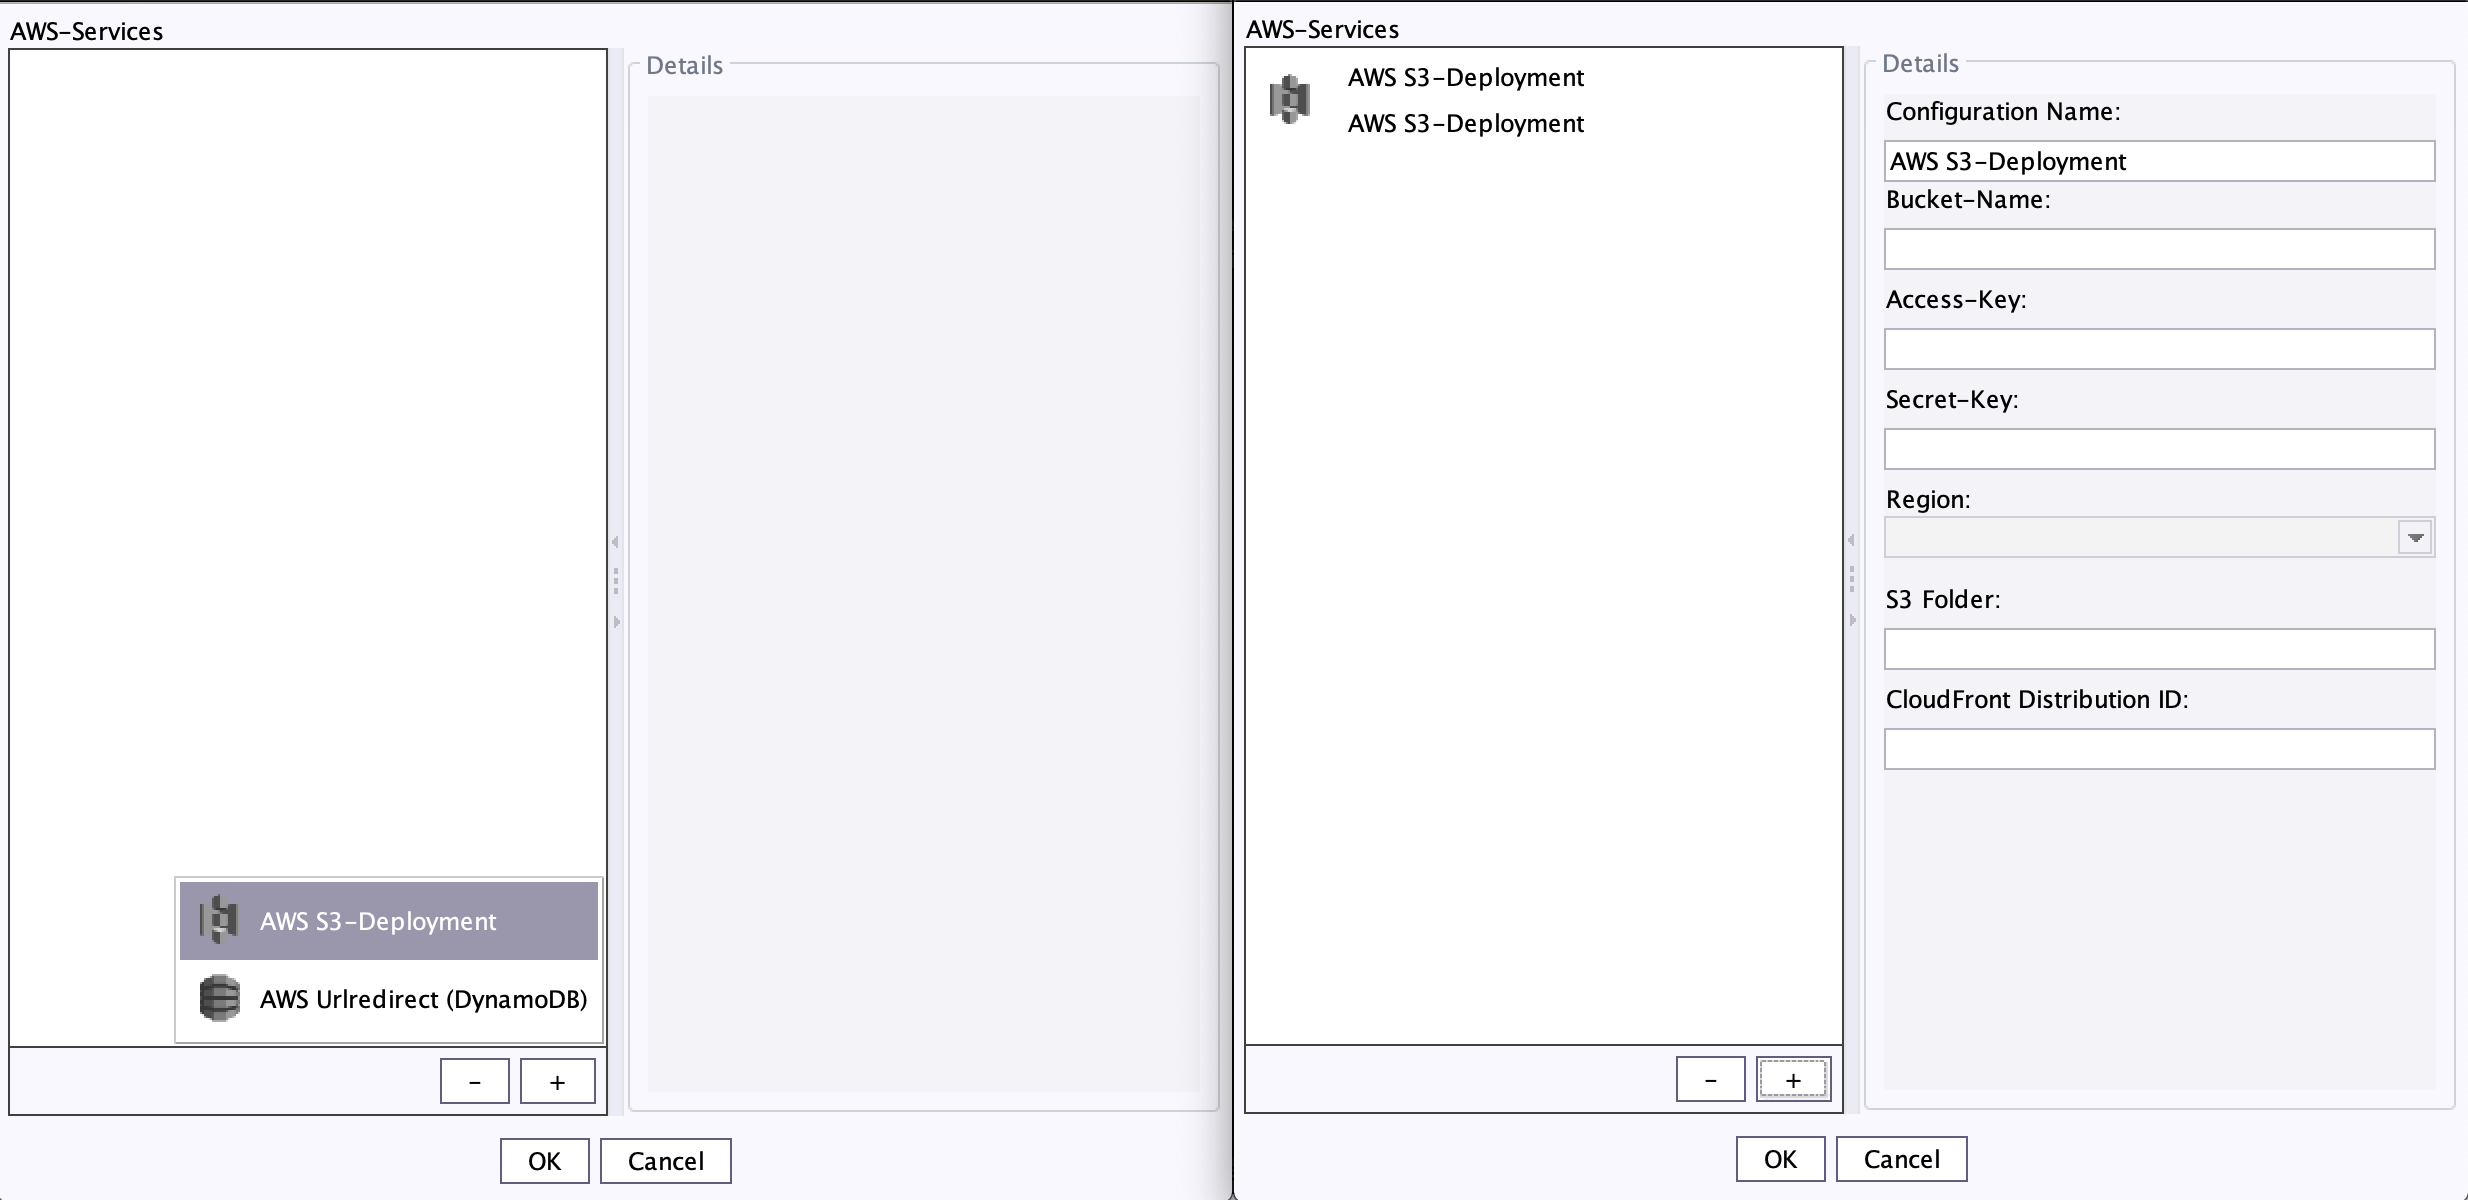 AWS-Services
Details
AWS S3-Deployment
AWS Urlredirect (DynamoDB)
- +
OK Cancel
AWS-Services
AWS S3-Deployment
AWS S3-Deployment
- +
Details
Configuration Name:
AWS S3-Deployment
Bucket-Name:
Access-Key:
Secret-Key:
Region:
S3 Folder:
CloudFront Distribution ID:
OK Cancel